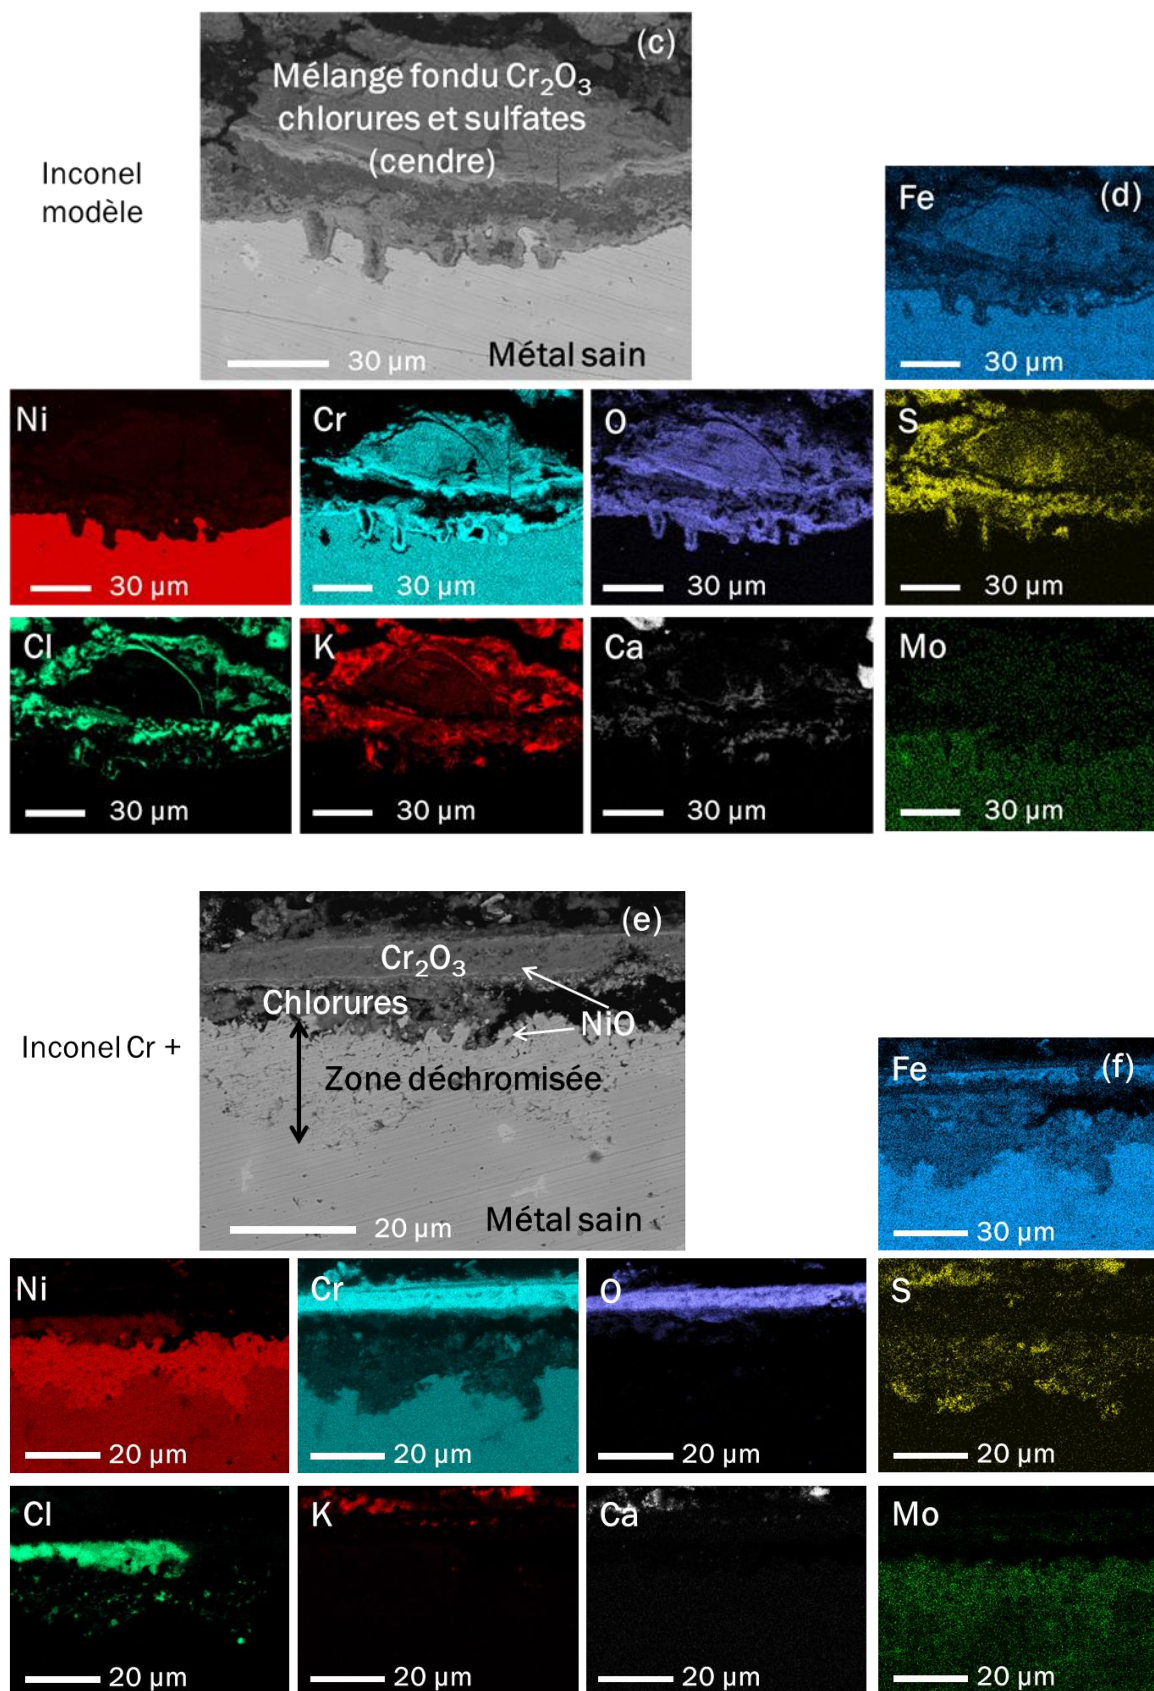 (c)
Mélange fondu Cr₂O₃
chlorures et sulfates
(cendre)
Inconel
modèle
Métal sain
30 µm
Fe
(d)
30 µm
Ni
30 µm
Cr
30 µm
O
30 µm
S
30 µm
Cl
30 µm
K
30 µm
Ca
30 µm
Mo
30 µm
(e)
Cr₂O₃
Chlorures
NiO
Inconel Cr +
Zone déchromisée
Métal sain
20 µm
Fe
(f)
30 µm
Ni
20 µm
Cr
20 µm
O
20 µm
S
20 µm
Cl
20 µm
K
20 µm
Ca
20 µm
Mo
20 µm